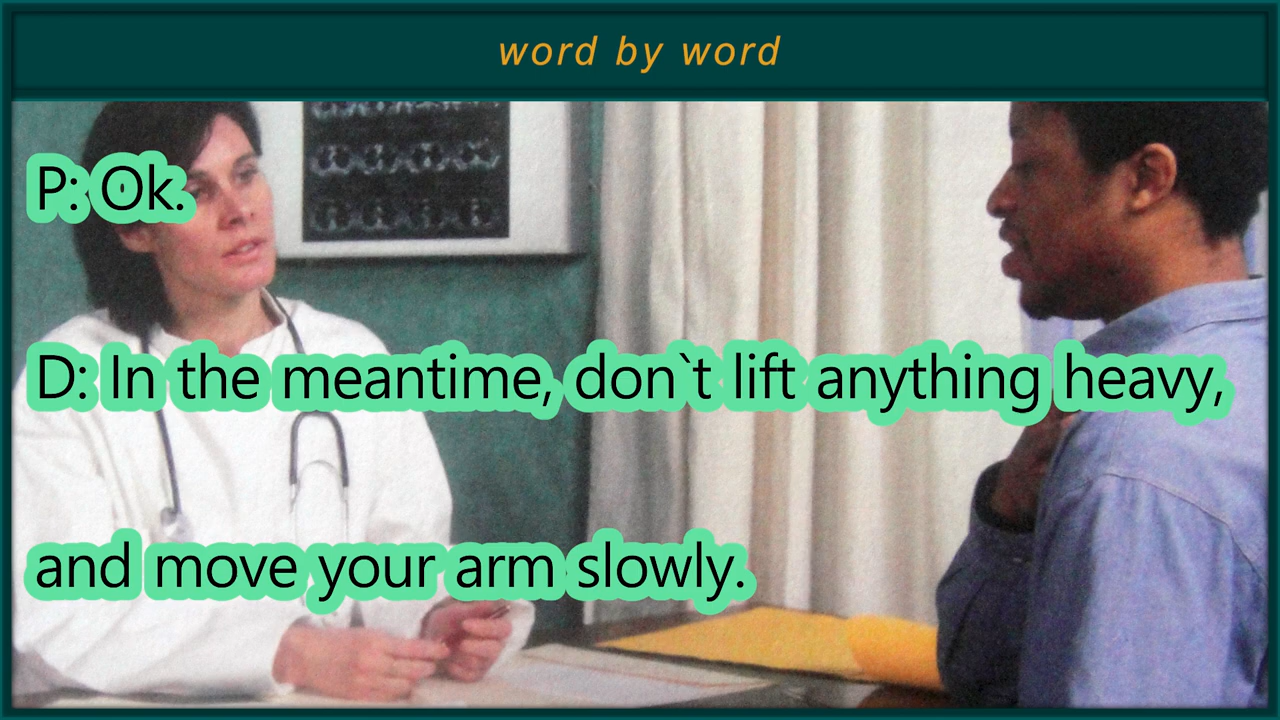 word by word
P: Ok.
D: In the meantime, don`t lift anything heavy,
and move your arm slowly.